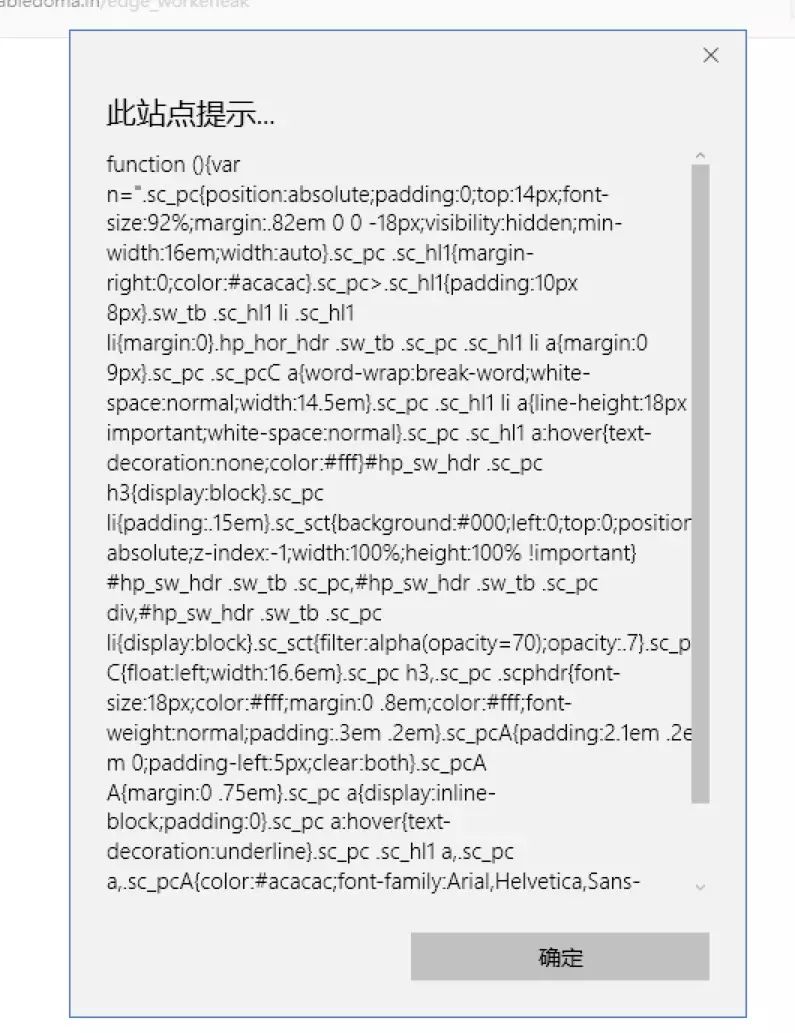 /edge_workerleak
此站点提示...
function (){var
n=".sc_pc{position:absolute;padding:0;top:14px;font-
size:92%;margin:.82em 0 0 -18px;visibility:hidden;min-
width:16em;width:auto}.sc_pc .sc_hl1{margin-
right:0;color:#acacac}.sc_pc>.sc_hl1{padding:10px
8px}.sw_tb .sc_hl1 li .sc_hl1
li{margin:0}.hp_hor_hdr .sw_tb .sc_pc .sc_hl1 li a{margin:0
9px}.sc_pc .sc_pcC a{word-wrap:break-word;white-
space:normal;width:14.5em}.sc_pc .sc_hl1 li a{line-height:18px
important;white-space:normal}.sc_pc .sc_hl1 a:hover{text-
decoration:none;color:#fff}#hp_sw_hdr .sc_pc
h3{display:block}.sc_pc
li{padding:.15em}.sc_sct{background:#000;left:0;top:0;position
absolute;z-index:-1;width:100%;height:100% !important}
#hp_sw_hdr .sw_tb .sc_pc,#hp_sw_hdr .sw_tb .sc_pc
div,#hp_sw_hdr .sw_tb .sc_pc
li{display:block}.sc_sct{filter:alpha(opacity=70);opacity:.7}.sc_p
C{float:left;width:16.6em}.sc_pc h3,.sc_pc .scphdr{font-
size:18px;color:#fff;margin:0 .8em;color:#fff;font-
weight:normal;padding:.3em .2em}.sc_pcA{padding:2.1em .2e
m 0;padding-left:5px;clear:both}.sc_pcA
A{margin:0 .75em}.sc_pc a{display:inline-
block;padding:0}.sc_pc a:hover{text-
decoration:underline}.sc_pc .sc_hl1 a,.sc_pc
a,.sc_pcA{color:#acacac;font-family:Arial,Helvetica,Sans-
确定